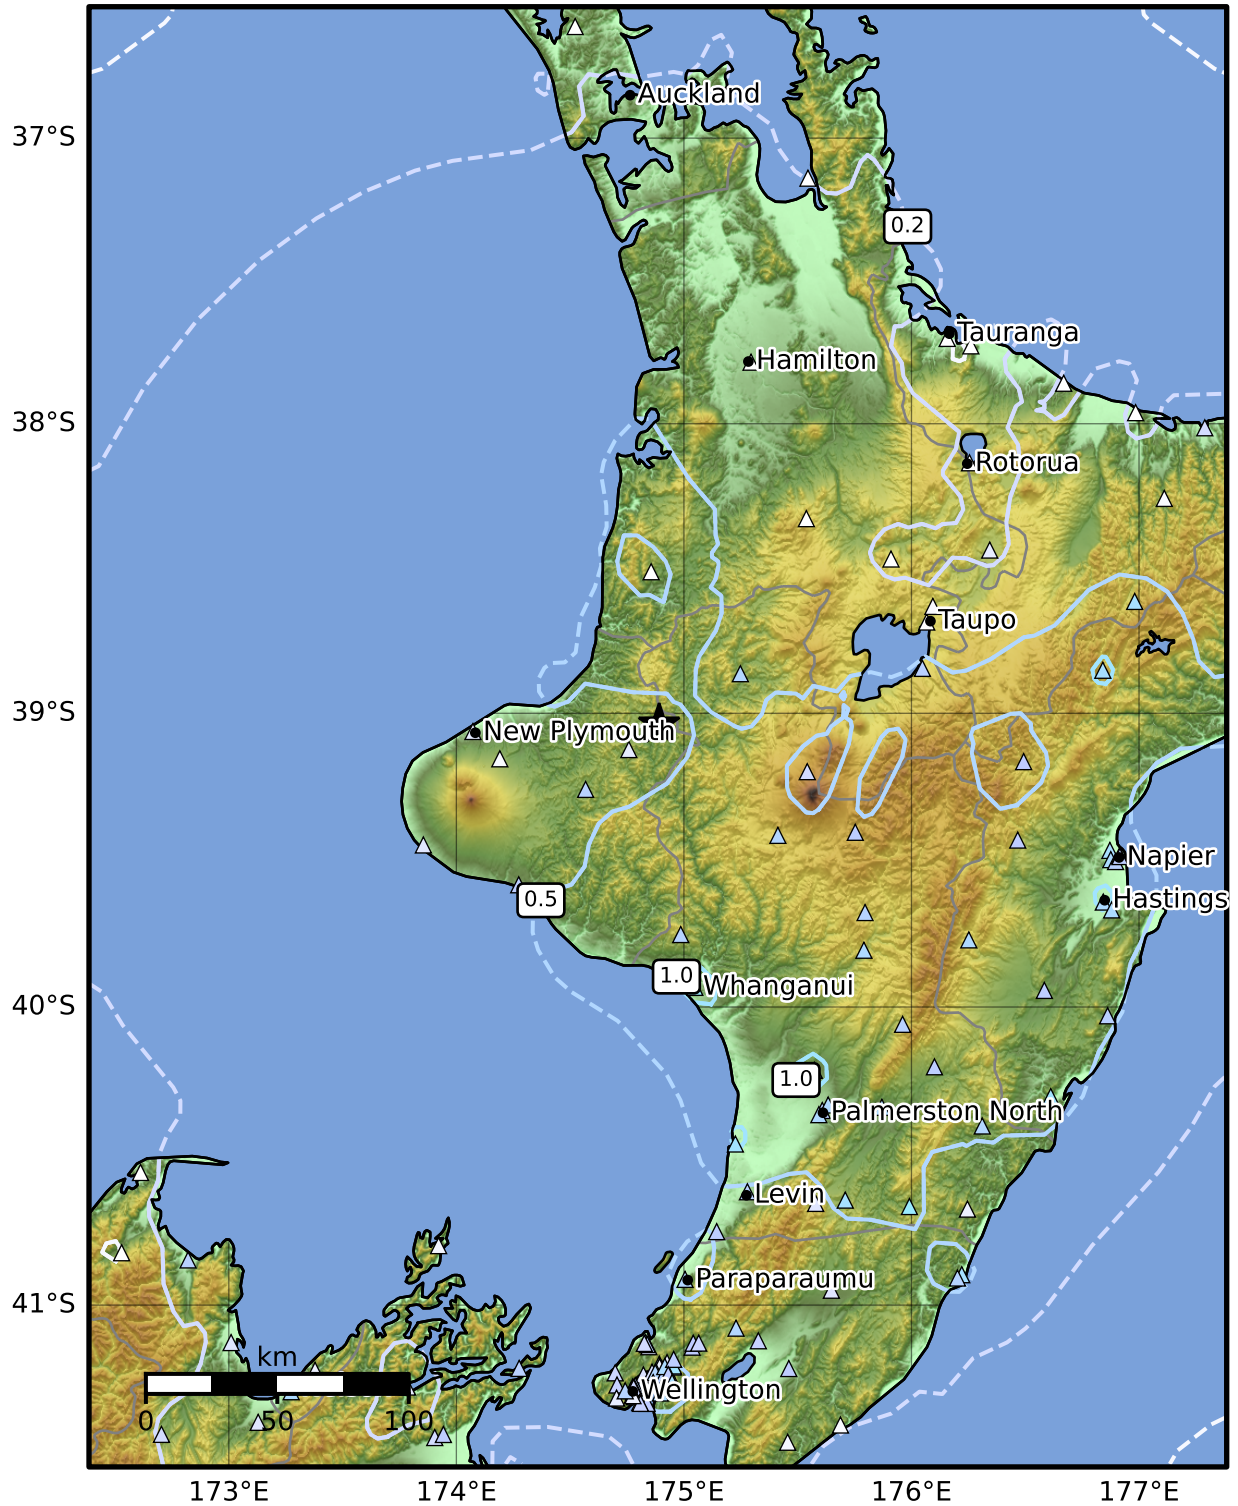 Auckland
37°S
0.2
Tauranga
Hamilton
38°S
Rotorua
Taupo
39°S
New Plymouth
Napier
0.5
Hastings
1.0
Whanganui
40°S
1.0
Palmerston North
Levin
Paraparaumu
41°S
km
Wellington
0 50 100
173°E 174°E 175°E 176°E 177°E